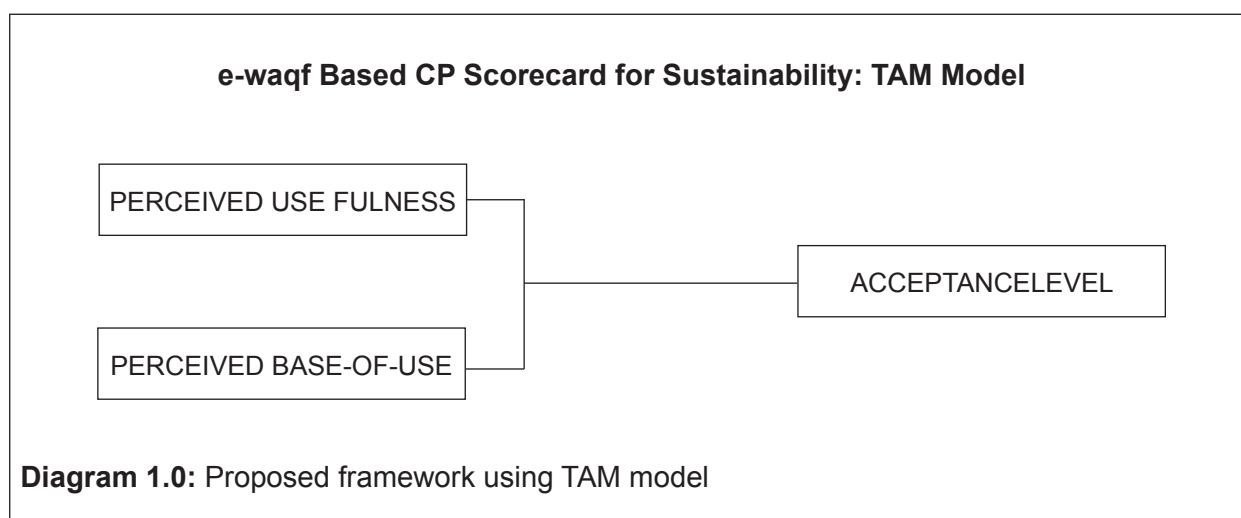 e-waqf Based CP Scorecard for Sustainability: TAM Model
PERCEIVED USE FULNESS
ACCEPTANCELEVEL
PERCEIVED BASE-OF-USE
Diagram 1.0: Proposed framework using TAM model